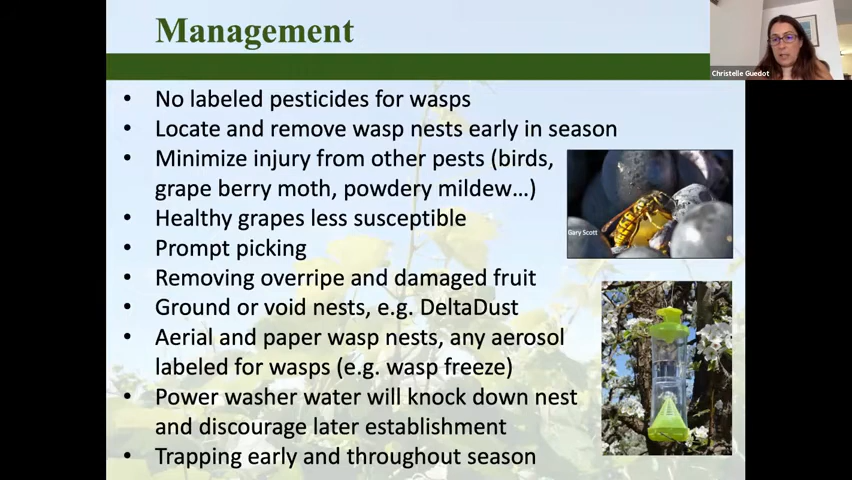 Management
Christelle Guedot
• No labeled pesticides for wasps
• Locate and remove wasp nests early in season
• Minimize injury from other pests (birds,
grape berry moth, powdery mildew...)
• Healthy grapes less susceptible
Gary Scott
• Prompt picking
• Removing overripe and damaged fruit
• Ground or void nests, e.g. DeltaDust
• Aerial and paper wasp nests, any aerosol
labeled for wasps (e.g. wasp freeze)
• Power washer water will knock down nest
and discourage later establishment
• Trapping early and throughout season